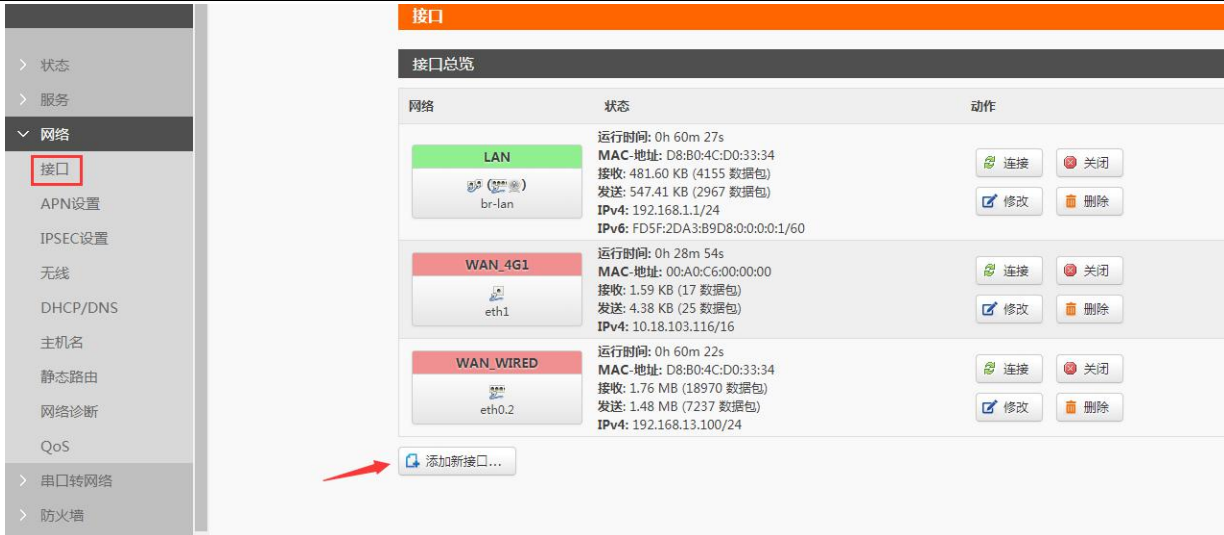 接口
接口总览
状态
服务
网络
接口
APN设置
IPSEC设置
无线
DHCP/DNS
主机名
静态路由
网络诊断
QoS
串口转网络
防火墙
网络 状态 动作
LAN
br-lan
运行时间: 0h 60m 27s
MAC-地址: D8:B0:4C:D0:33:34
接收: 481.60 KB (4155 数据包)
发送: 547.41 KB (2967 数据包)
IPv4: 192.168.1.1/24
IPv6: FD5F:2DA3:B9D8:0:0:0:0:1/60
连接 关闭
修改 删除
WAN_4G1
eth1
运行时间: 0h 28m 54s
MAC-地址: 00:A0:C6:00:00:00
接收: 1.59 KB (17 数据包)
发送: 4.38 KB (25 数据包)
IPv4: 10.18.103.116/16
连接 关闭
修改 删除
WAN_WIRED
eth0.2
运行时间: 0h 60m 22s
MAC-地址: D8:B0:4C:D0:33:34
接收: 1.76 MB (18970 数据包)
发送: 1.48 MB (7237 数据包)
IPv4: 192.168.13.100/24
连接 关闭
修改 删除
添加新接口...